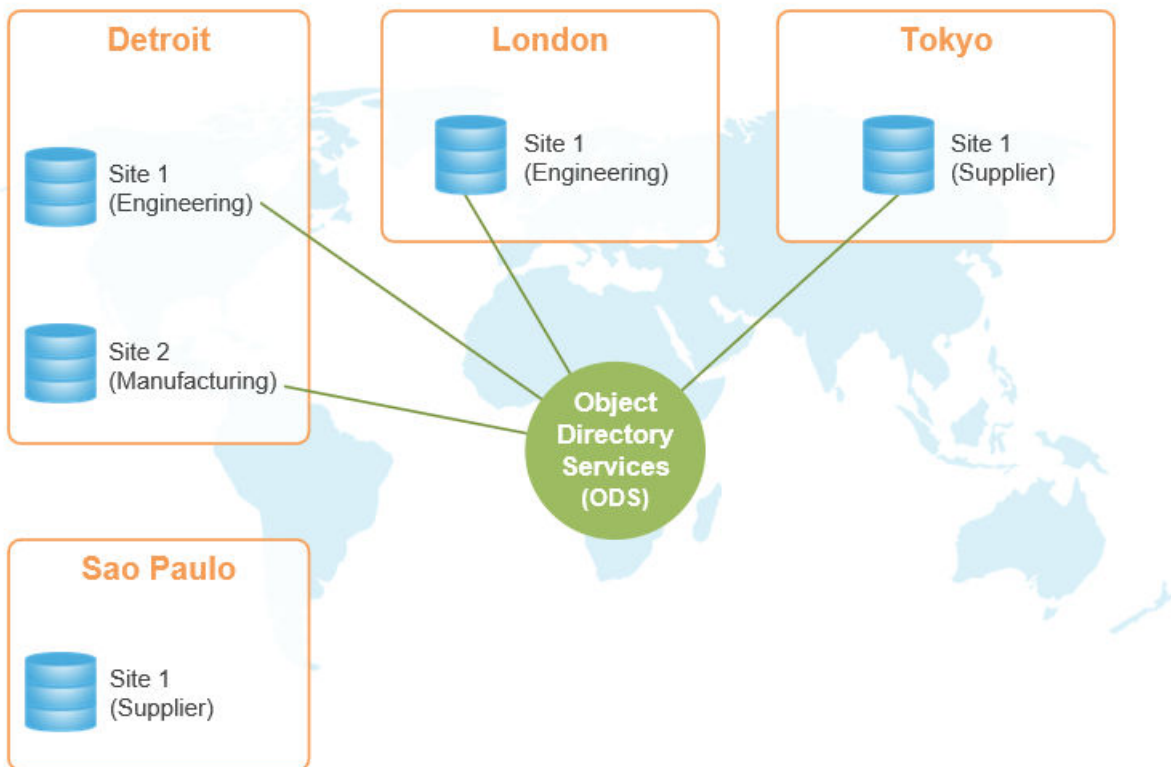 Detroit
Site 1
(Engineering)
Site 2
(Manufacturing)
London
Site 1
(Engineering)
Tokyo
Site 1
(Supplier)
Object
Directory
Services
(ODS)
Sao Paulo
Site 1
(Supplier)